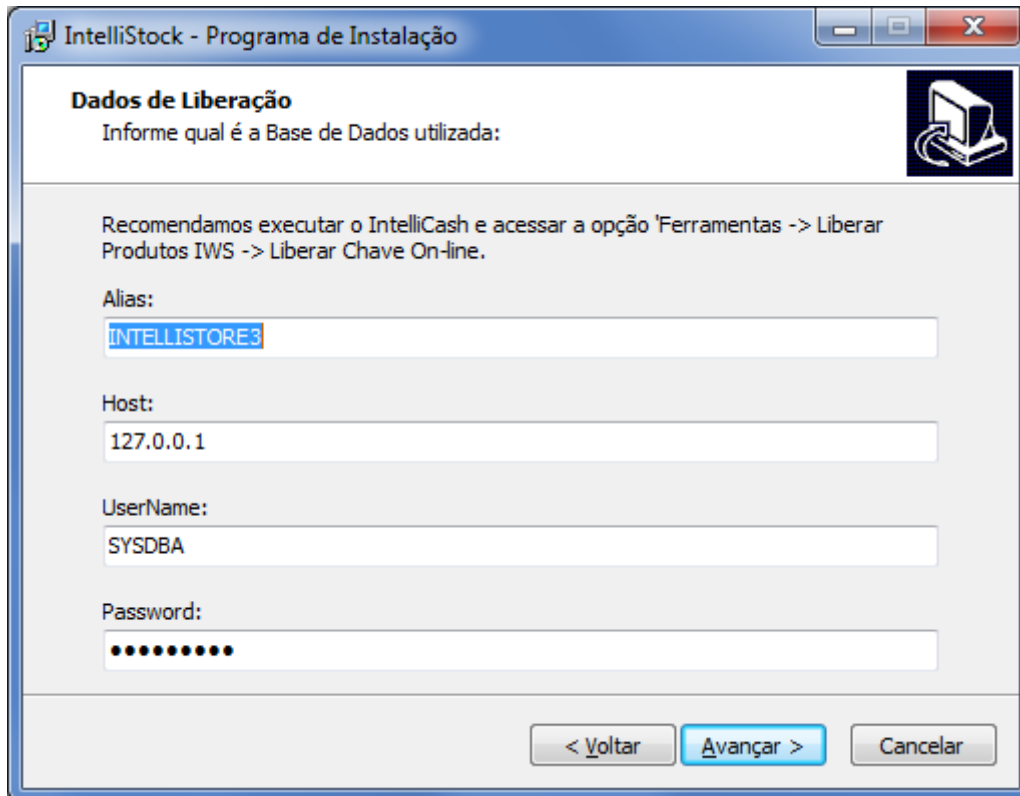 IntelliStock - Programa de Instalação
Dados de Liberação
Informe qual é a Base de Dados utilizada:
Recomendamos executar o IntelliCash e acessar a opção 'Ferramentas -> Liberar
Produtos IWS -> Liberar Chave On-line.
Alias:
INTELLISTORE3
Host:
127.0.0.1
UserName:
SYSDBA
Password:
•••••••••
< Voltar
Avançar >
Cancelar